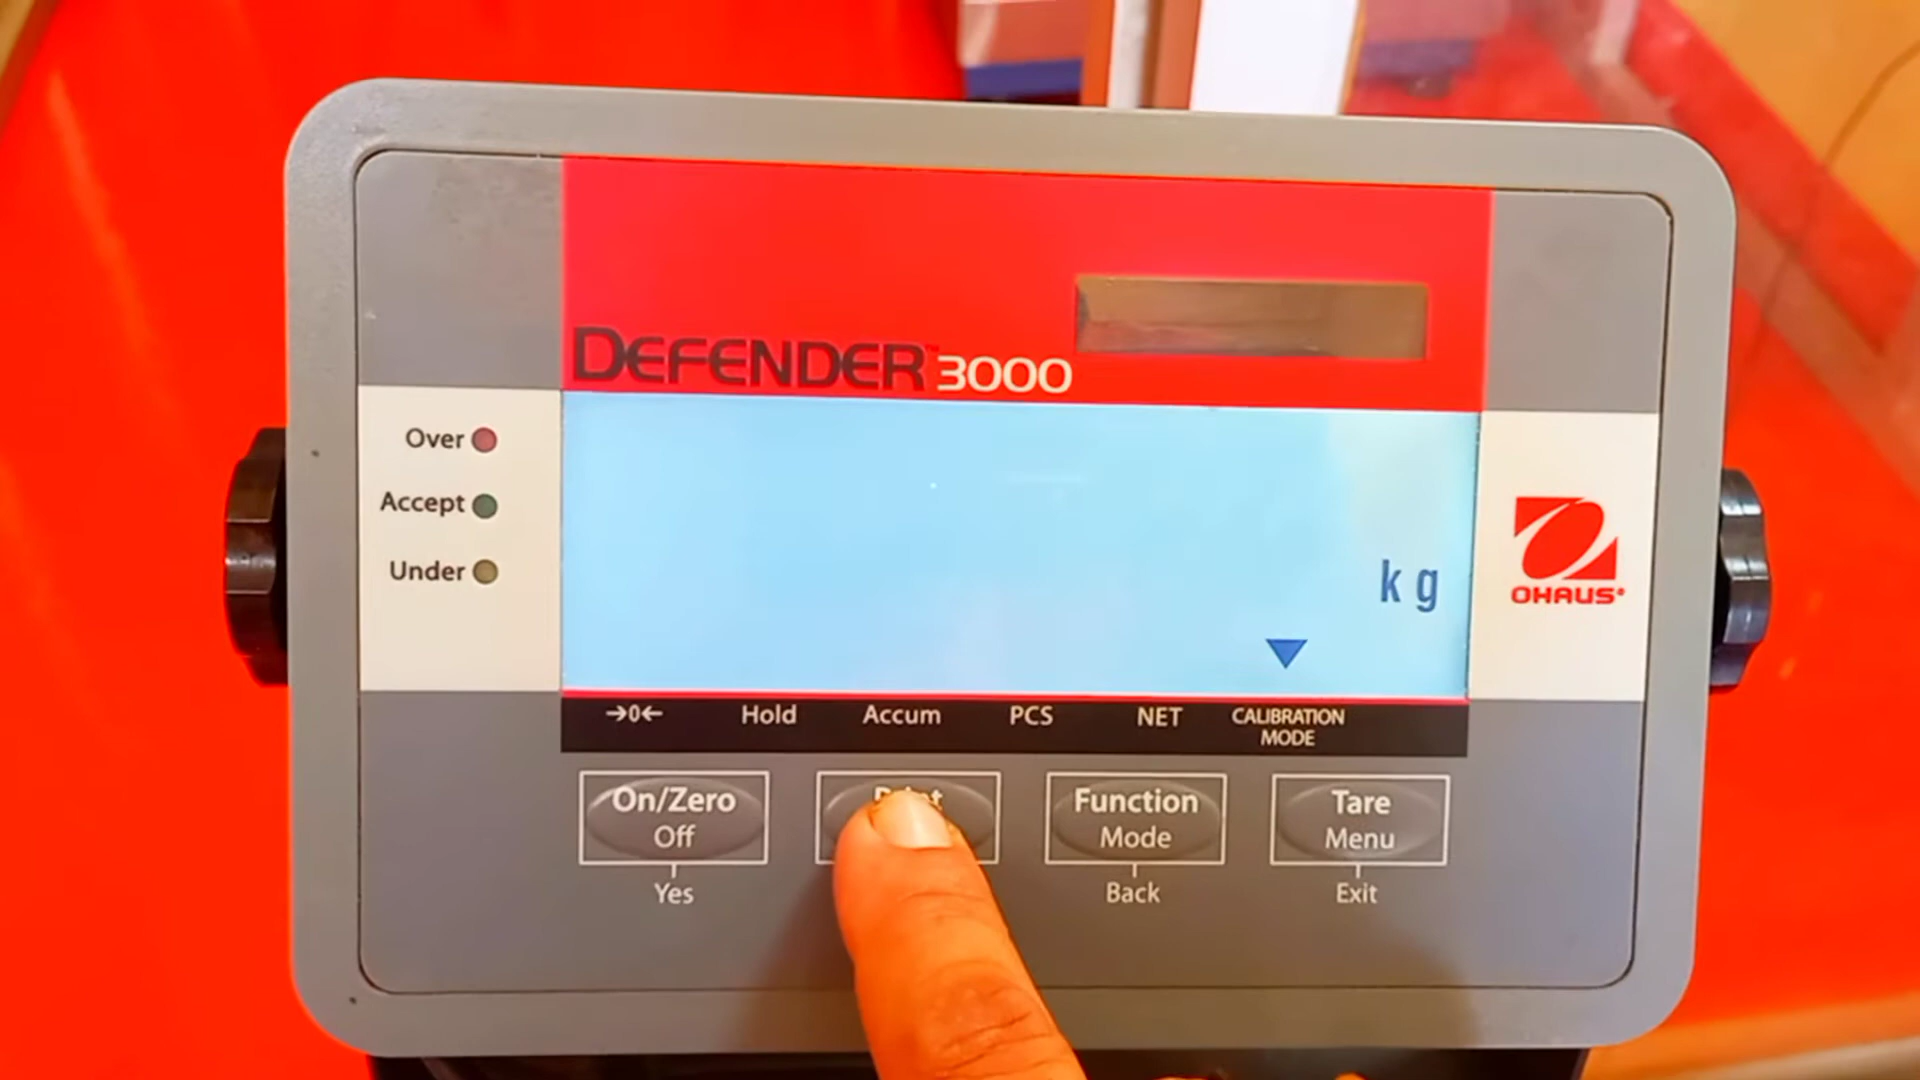 DEFENDER™ 3000
Over
Accept
Under
kg
OHAUS®
→0← Hold Accum PCS NET CALIBRATION MODE
On/Zero
Off
Function
Mode
Tare
Menu
Yes
Back
Exit